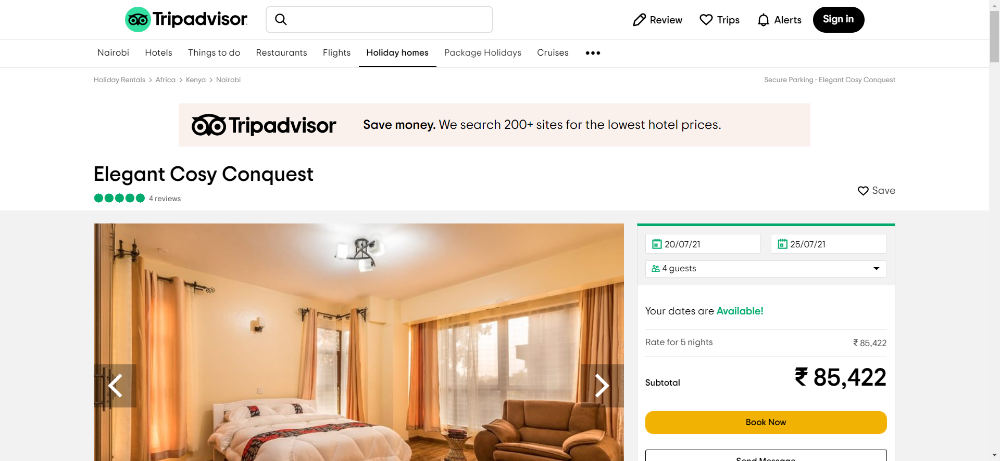 Tripadvisor
Review
Trips
Alerts
Sign in
Nairobi
Hotels
Things to do
Restaurants
Flights
Holiday homes
Package Holidays
Cruises
Holiday Rentals > Africa > Kenya > Nairobi
Secure Parking - Elegant Cosy Conquest
Tripadvisor
Save money. We search 200+ sites for the lowest hotel prices.
Elegant Cosy Conquest
4 reviews
Save
20/07/21
25/07/21
4 guests
Your dates are Available!
Rate for 5 nights
₹ 85,422
Subtotal
₹ 85,422
Book Now
Send Message